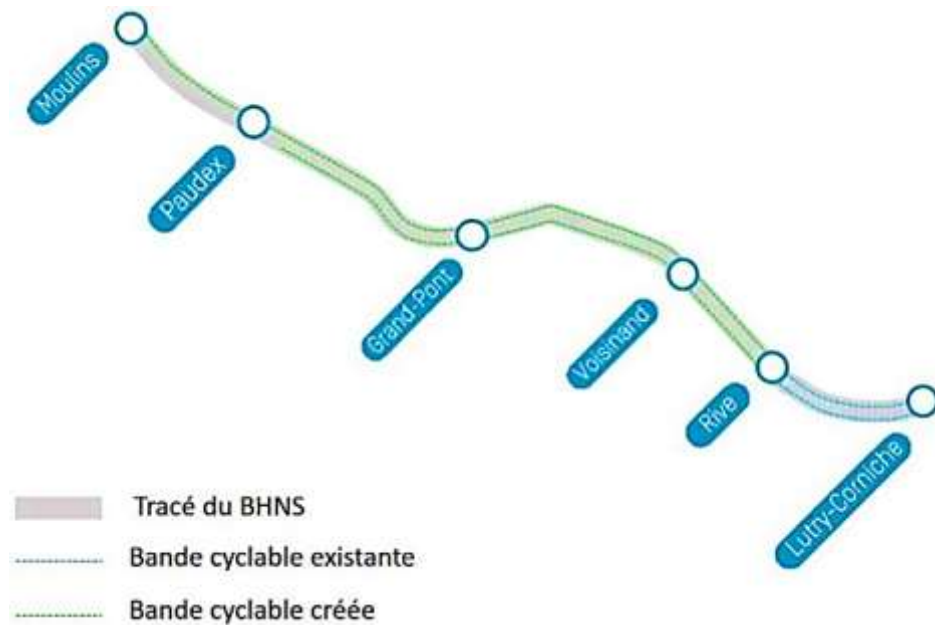 Moulins
Paudex
Grand-Pont
Voisinand
Rive
Lutry-Corniche
Tracé du BHNS
Bande cyclable existante
Bande cyclable créée